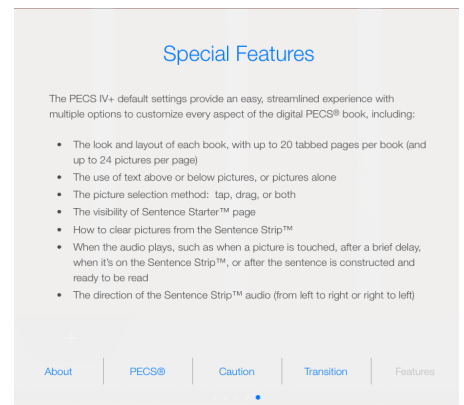 Special Features
The PECS IV+ default settings provide an easy, streamlined experience with
multiple options to customize every aspect of the digital PECS® book, including:
• The look and layout of each book, with up to 20 tabbed pages per book (and
up to 24 pictures per page)
• The use of text above or below pictures, or pictures alone
• The picture selection method: tap, drag, or both
• The visibility of Sentence Starter™ page
• How to clear pictures from the Sentence Strip™
• When the audio plays, such as when a picture is touched, after a brief delay,
when it's on the Sentence Strip™, or after the sentence is constructed and
ready to be read
• The direction of the Sentence Strip™ audio (from left to right or right to left)
About PECS® Caution Transition Features